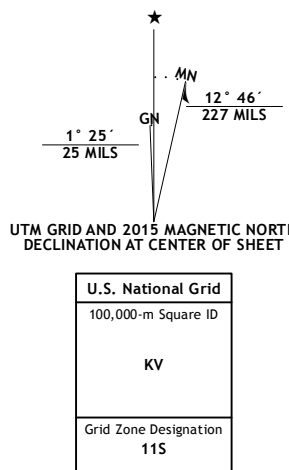 ★
MN
GN
12° 46´
227 MILS
1° 25´
25 MILS
UTM GRID AND 2015 MAGNETIC NORTH
DECLINATION AT CENTER OF SHEET
U.S. National Grid
100,000-m Square ID
KV
Grid Zone Designation
11S